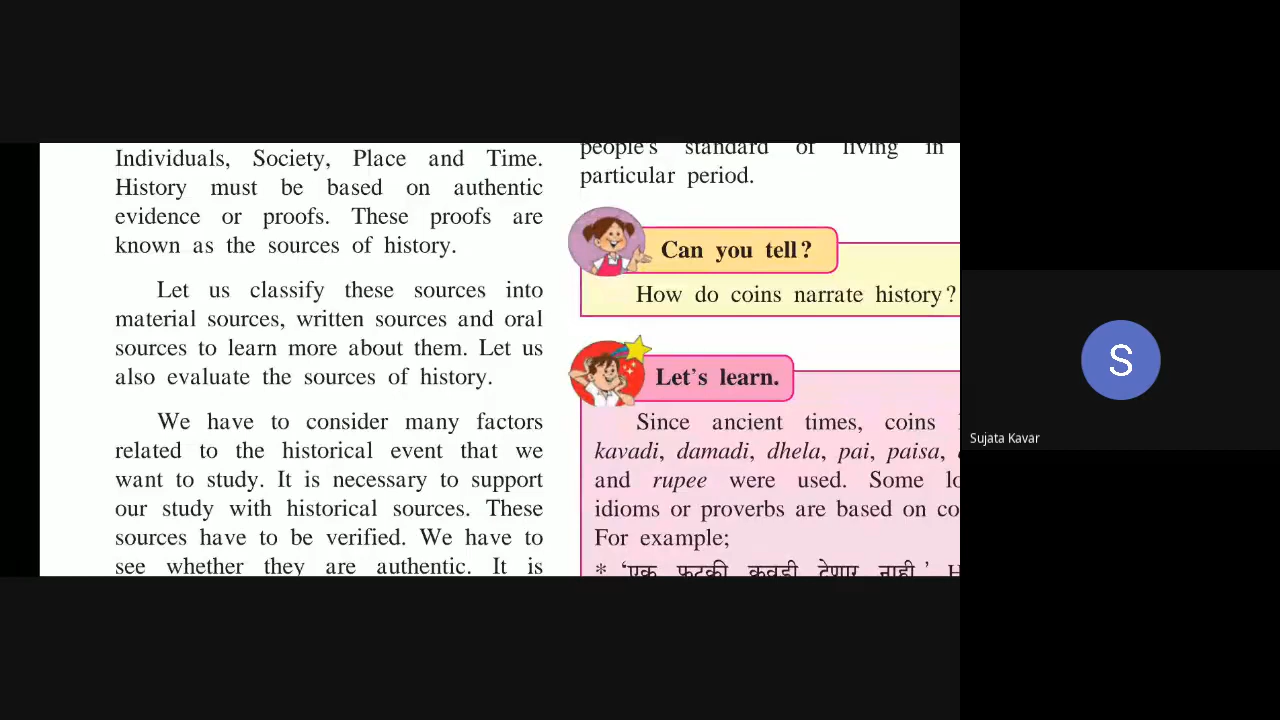 Individuals, Society, Place and Time.
History must be based on authentic
evidence or proofs. These proofs are
known as the sources of history.
Let us classify these sources into
material sources, written sources and oral
sources to learn more about them. Let us
also evaluate the sources of history.
We have to consider many factors
related to the historical event that we
want to study. It is necessary to support
our study with historical sources. These
sources have to be verified. We have to
see whether they are authentic. It is
people's standard of living in
particular period.
Can you tell?
How do coins narrate history?
Let's learn.
Since ancient times, coins
kavadi, damadi, dhela, pai, paisa,
and rupee were used. Some
idioms or proverbs are based on
For example;
* ‘एक फुटकी कवडी देणार नाही.’
S
Sujata Kavar